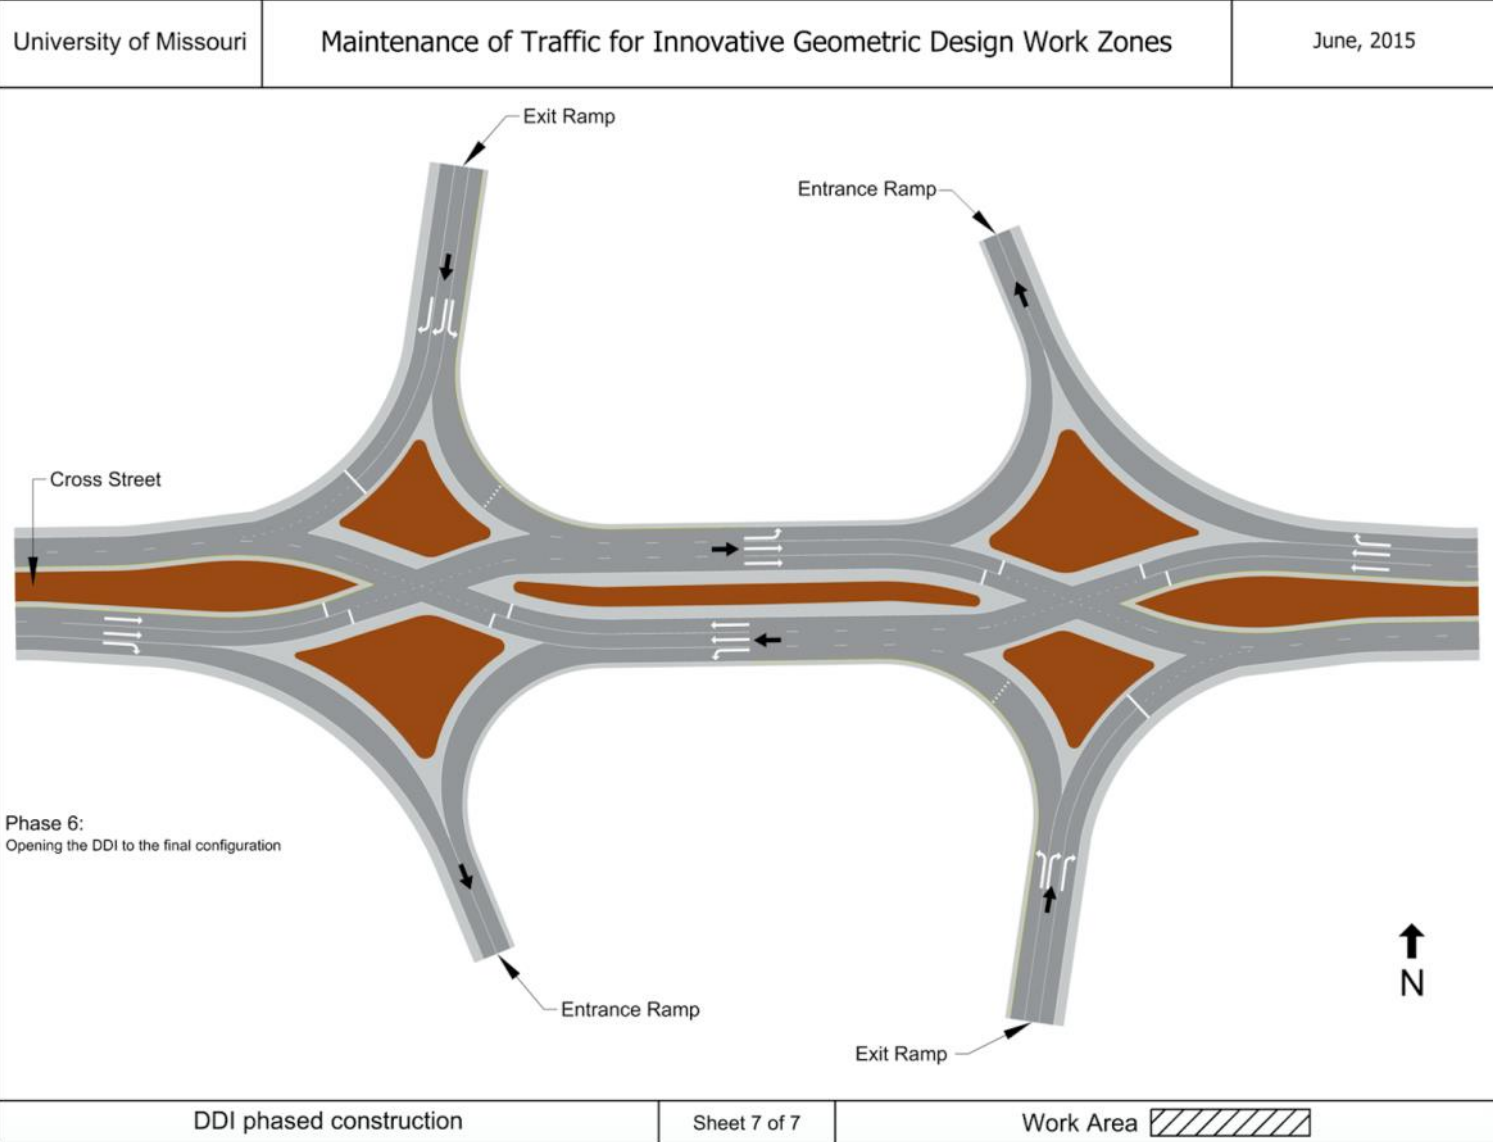 University of Missouri
Maintenance of Traffic for Innovative Geometric Design Work Zones
June, 2015
Exit Ramp
Entrance Ramp
Cross Street
Phase 6:
Opening the DDI to the final configuration
N
Entrance Ramp
Exit Ramp
DDI phased construction
Sheet 7 of 7
Work Area